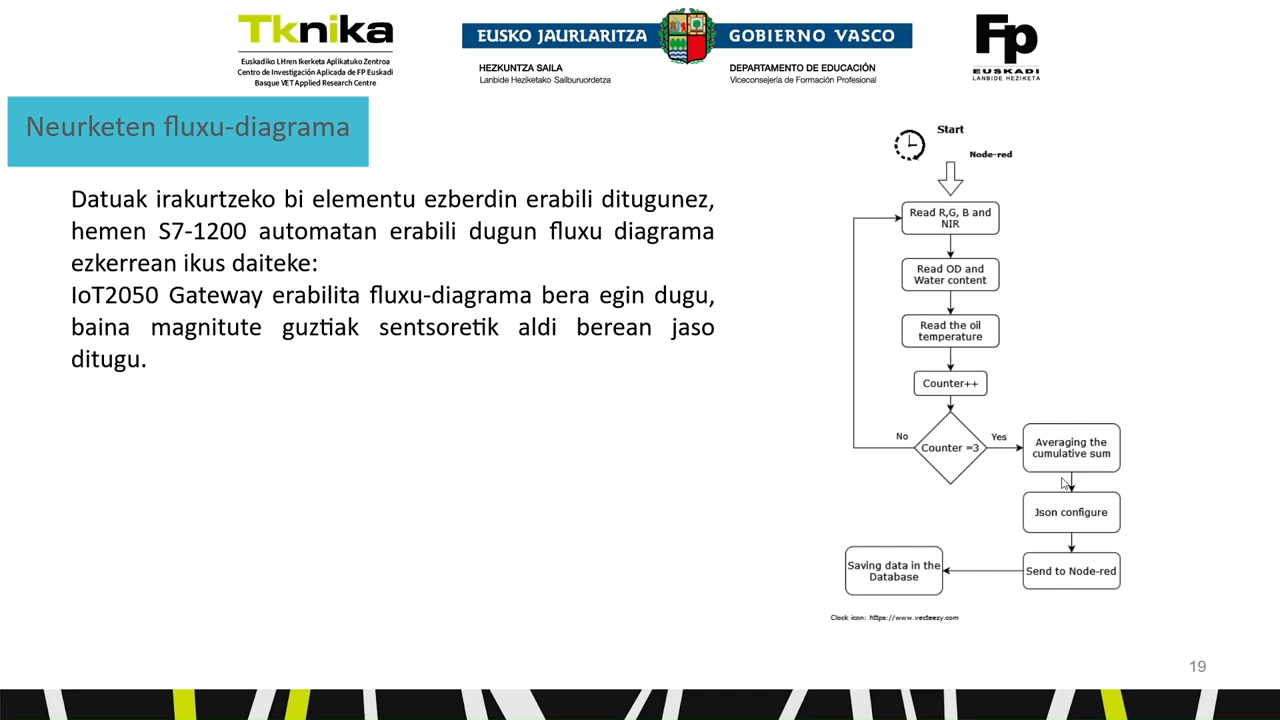 Tknika
Euskadiko LHren Ikerketa Aplikatuko Zentroa
Centro de Investigación Aplicada de FP Euskadi
Basque VET Applied Research Centre
EUSKO JAURLARITZA
GOBIERNO VASCO
HEZKUNTZA SAILA
Lanbide Heziketako Sailburuordetza
DEPARTAMENTO DE EDUCACIÓN
Viceconsejería de Formación Profesional
Fp
EUSKADI
LANBIDE HEZIKETA
Neurketen fluxu-diagrama
Datuak irakurtzeko bi elementu ezberdin erabili ditugunez,
hemen S7-1200 automatan erabili dugun fluxu diagrama
ezkerrean ikus daiteke:
IoT2050 Gateway erabilita fluxu-diagrama bera egin dugu,
baina magnitute guztiak sentsoretik aldi berean jaso
ditugu.
Start
Node-red
Read R,G, B and
NIR
Read OD and
Water content
Read the oil
temperature
Counter++
No
Counter =3
Yes
Averaging the
cumulative sum
Json configure
Send to Node-red
Saving data in the
Database
Clock icon: https://www.vecteezy.com
19